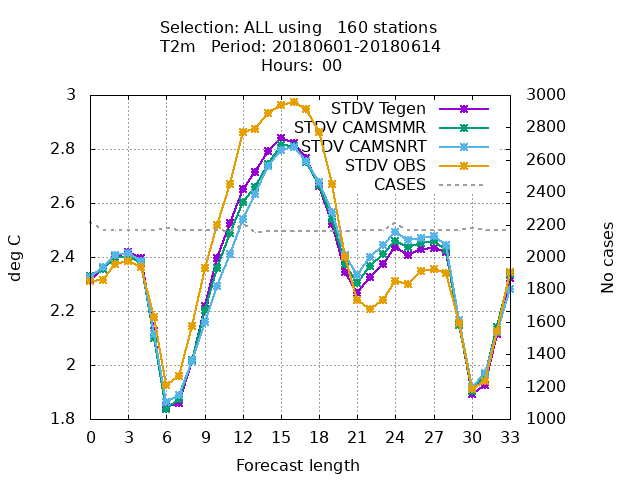 Selection: ALL using   160 stations
T2m   Period: 20180601-20180614
Hours:  00
STDV Tegen
STDV CAMSMMR
STDV CAMSNRT
STDV OBS
CASES
deg C
3
2.8
2.6
2.4
2.2
2
1.8
No cases
3000
2800
2600
2400
2200
2000
1800
1600
1400
1200
1000
0 3 6 9 12 15 18 21 24 27 30 33
Forecast length